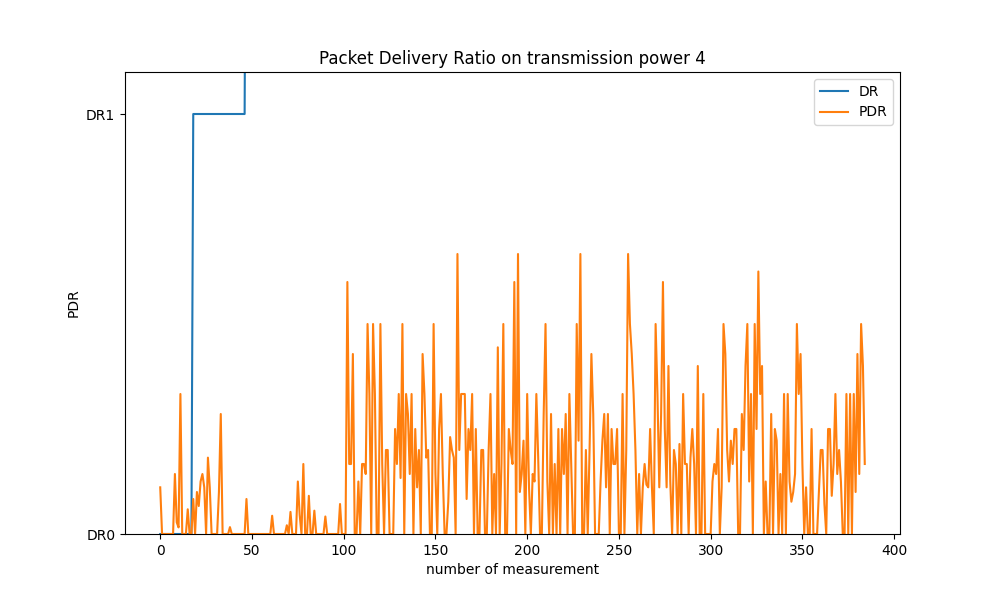 Packet Delivery Ratio on transmission power 4
DR
PDR
DR1
PDR
DR0
0 50 100 150 200 250 300 350 400
number of measurement